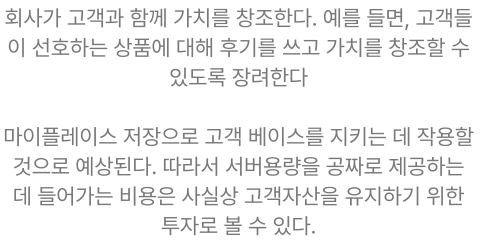 회사가 고객과 함께 가치를 창조한다. 예를 들면, 고객들
이 선호하는 상품에 대해 후기를 쓰고 가치를 창조할 수
있도록 장려한다
마이플레이스 저장으로 고객 베이스를 지키는 데 작용할
것으로 예상된다. 따라서 서버용량을 공짜로 제공하는
데 들어가는 비용은 사실상 고객자산을 유지하기 위한
투자로 볼 수 있다.